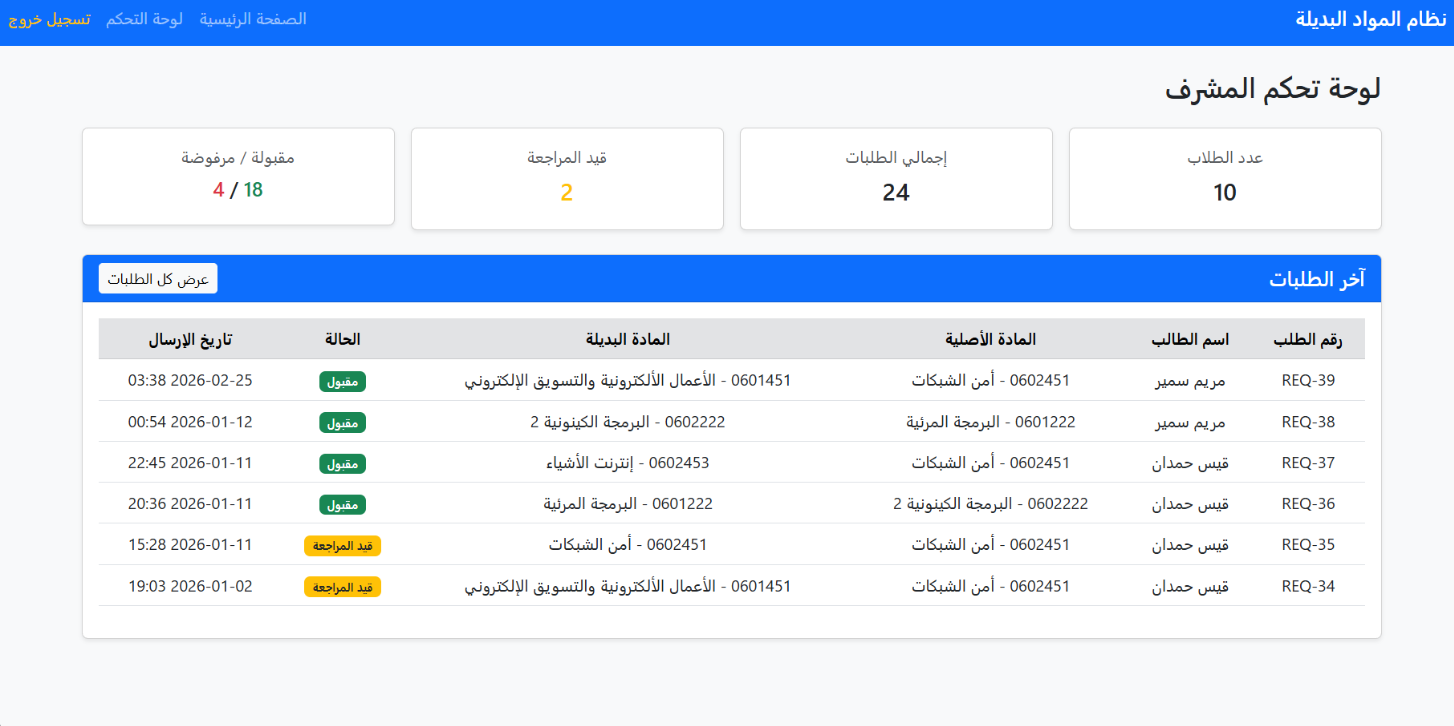 نظام المواد البديلة الصفحة الرئيسية لوحة التحكم تسجيل خروج
لوحة تحكم المشرف
عدد الطلاب إجمالي الطلبات قيد المراجعة مقبولة / مرفوضة
10 24 2 18 / 4
آخر الطلبات عرض كل الطلبات
رقم الطلب اسم الطالب المادة الأصلية المادة البديلة الحالة تاريخ الإرسال
REQ-39 مريم سمير 0602451 - أمن الشبكات 0601451 - الأعمال الألكترونية والتسويق الإلكتروني مقبول 2026-02-25 03:38
REQ-38 مريم سمير 0601222 - البرمجة المرئية 0602222 - البرمجة الكينونية 2 مقبول 2026-01-12 00:54
REQ-37 قيس حمدان 0602451 - أمن الشبكات 0602453 - إنترنت الأشياء مقبول 2026-01-11 22:45
REQ-36 قيس حمدان 0602222 - البرمجة الكينونية 2 0601222 - البرمجة المرئية مقبول 2026-01-11 20:36
REQ-35 قيس حمدان 0602451 - أمن الشبكات 0602451 - أمن الشبكات قيد المراجعة 2026-01-11 15:28
REQ-34 قيس حمدان 0602451 - أمن الشبكات 0601451 - الأعمال الألكترونية والتسويق الإلكتروني قيد المراجعة 2026-01-02 19:03